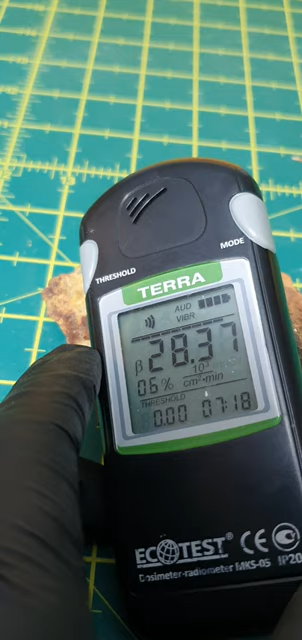 THRESHOLD
MODE
TERRA
AUD
VIBR
β 28.37
06% 10³/cm²·min
THRESHOLD
0.00 07:18
ECOTEST® CE
Dosimeter-radiometer MKS-05 IP20